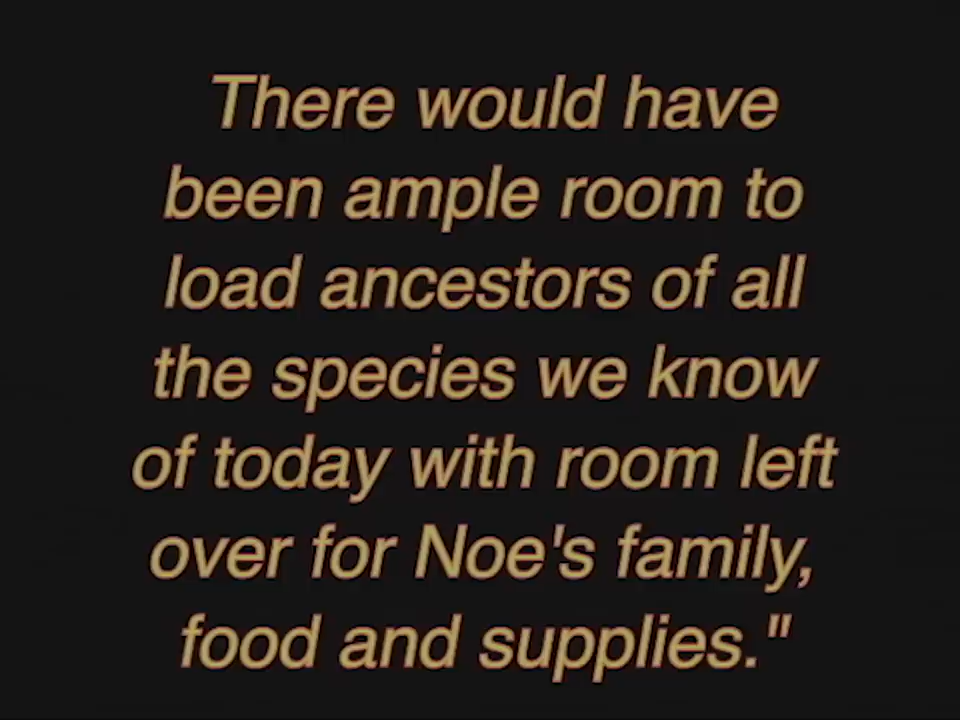 There would have
been ample room to
load ancestors of all
the species we know
of today with room left
over for Noe's family,
food and supplies."